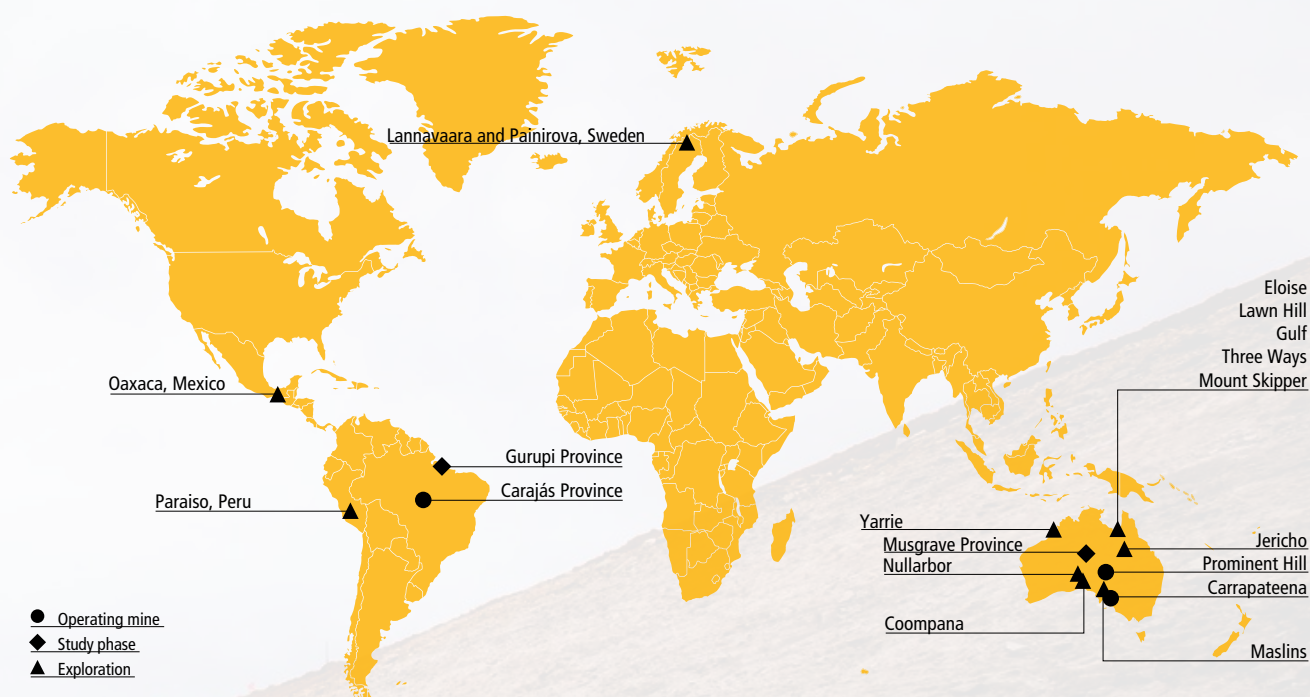 Lannavaara and Painirova, Sweden
Eloise
Lawn Hill
Gulf
Three Ways
Mount Skipper
Oaxaca, Mexico
Gurupi Province
Carajás Province
Paraiso, Peru
Yarrie
Musgrave Province
Nullarbor
Coompana
Jericho
Prominent Hill
Carrapateena
Maslins
Operating mine
Study phase
Exploration